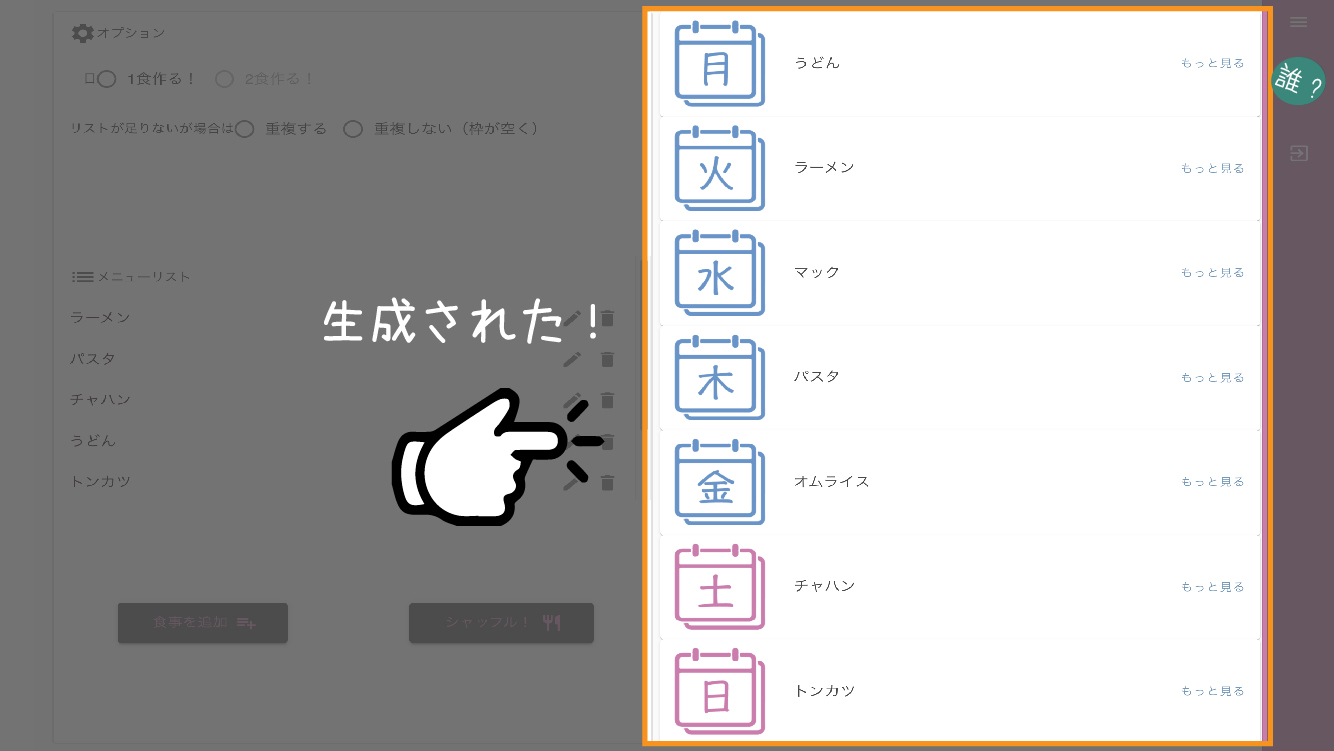 オプション
1食作る！ 2食作る！
リストが足りないが場合は 重複する 重複しない（枠が空く）
メニューリスト
ラーメン
パスタ
チャハン
うどん
トンカツ
食事を追加 シャッフル！
生成された！
月 うどん もっと見る
火 ラーメン もっと見る
水 マック もっと見る
木 パスタ もっと見る
金 オムライス もっと見る
土 チャハン もっと見る
日 トンカツ もっと見る
誰？